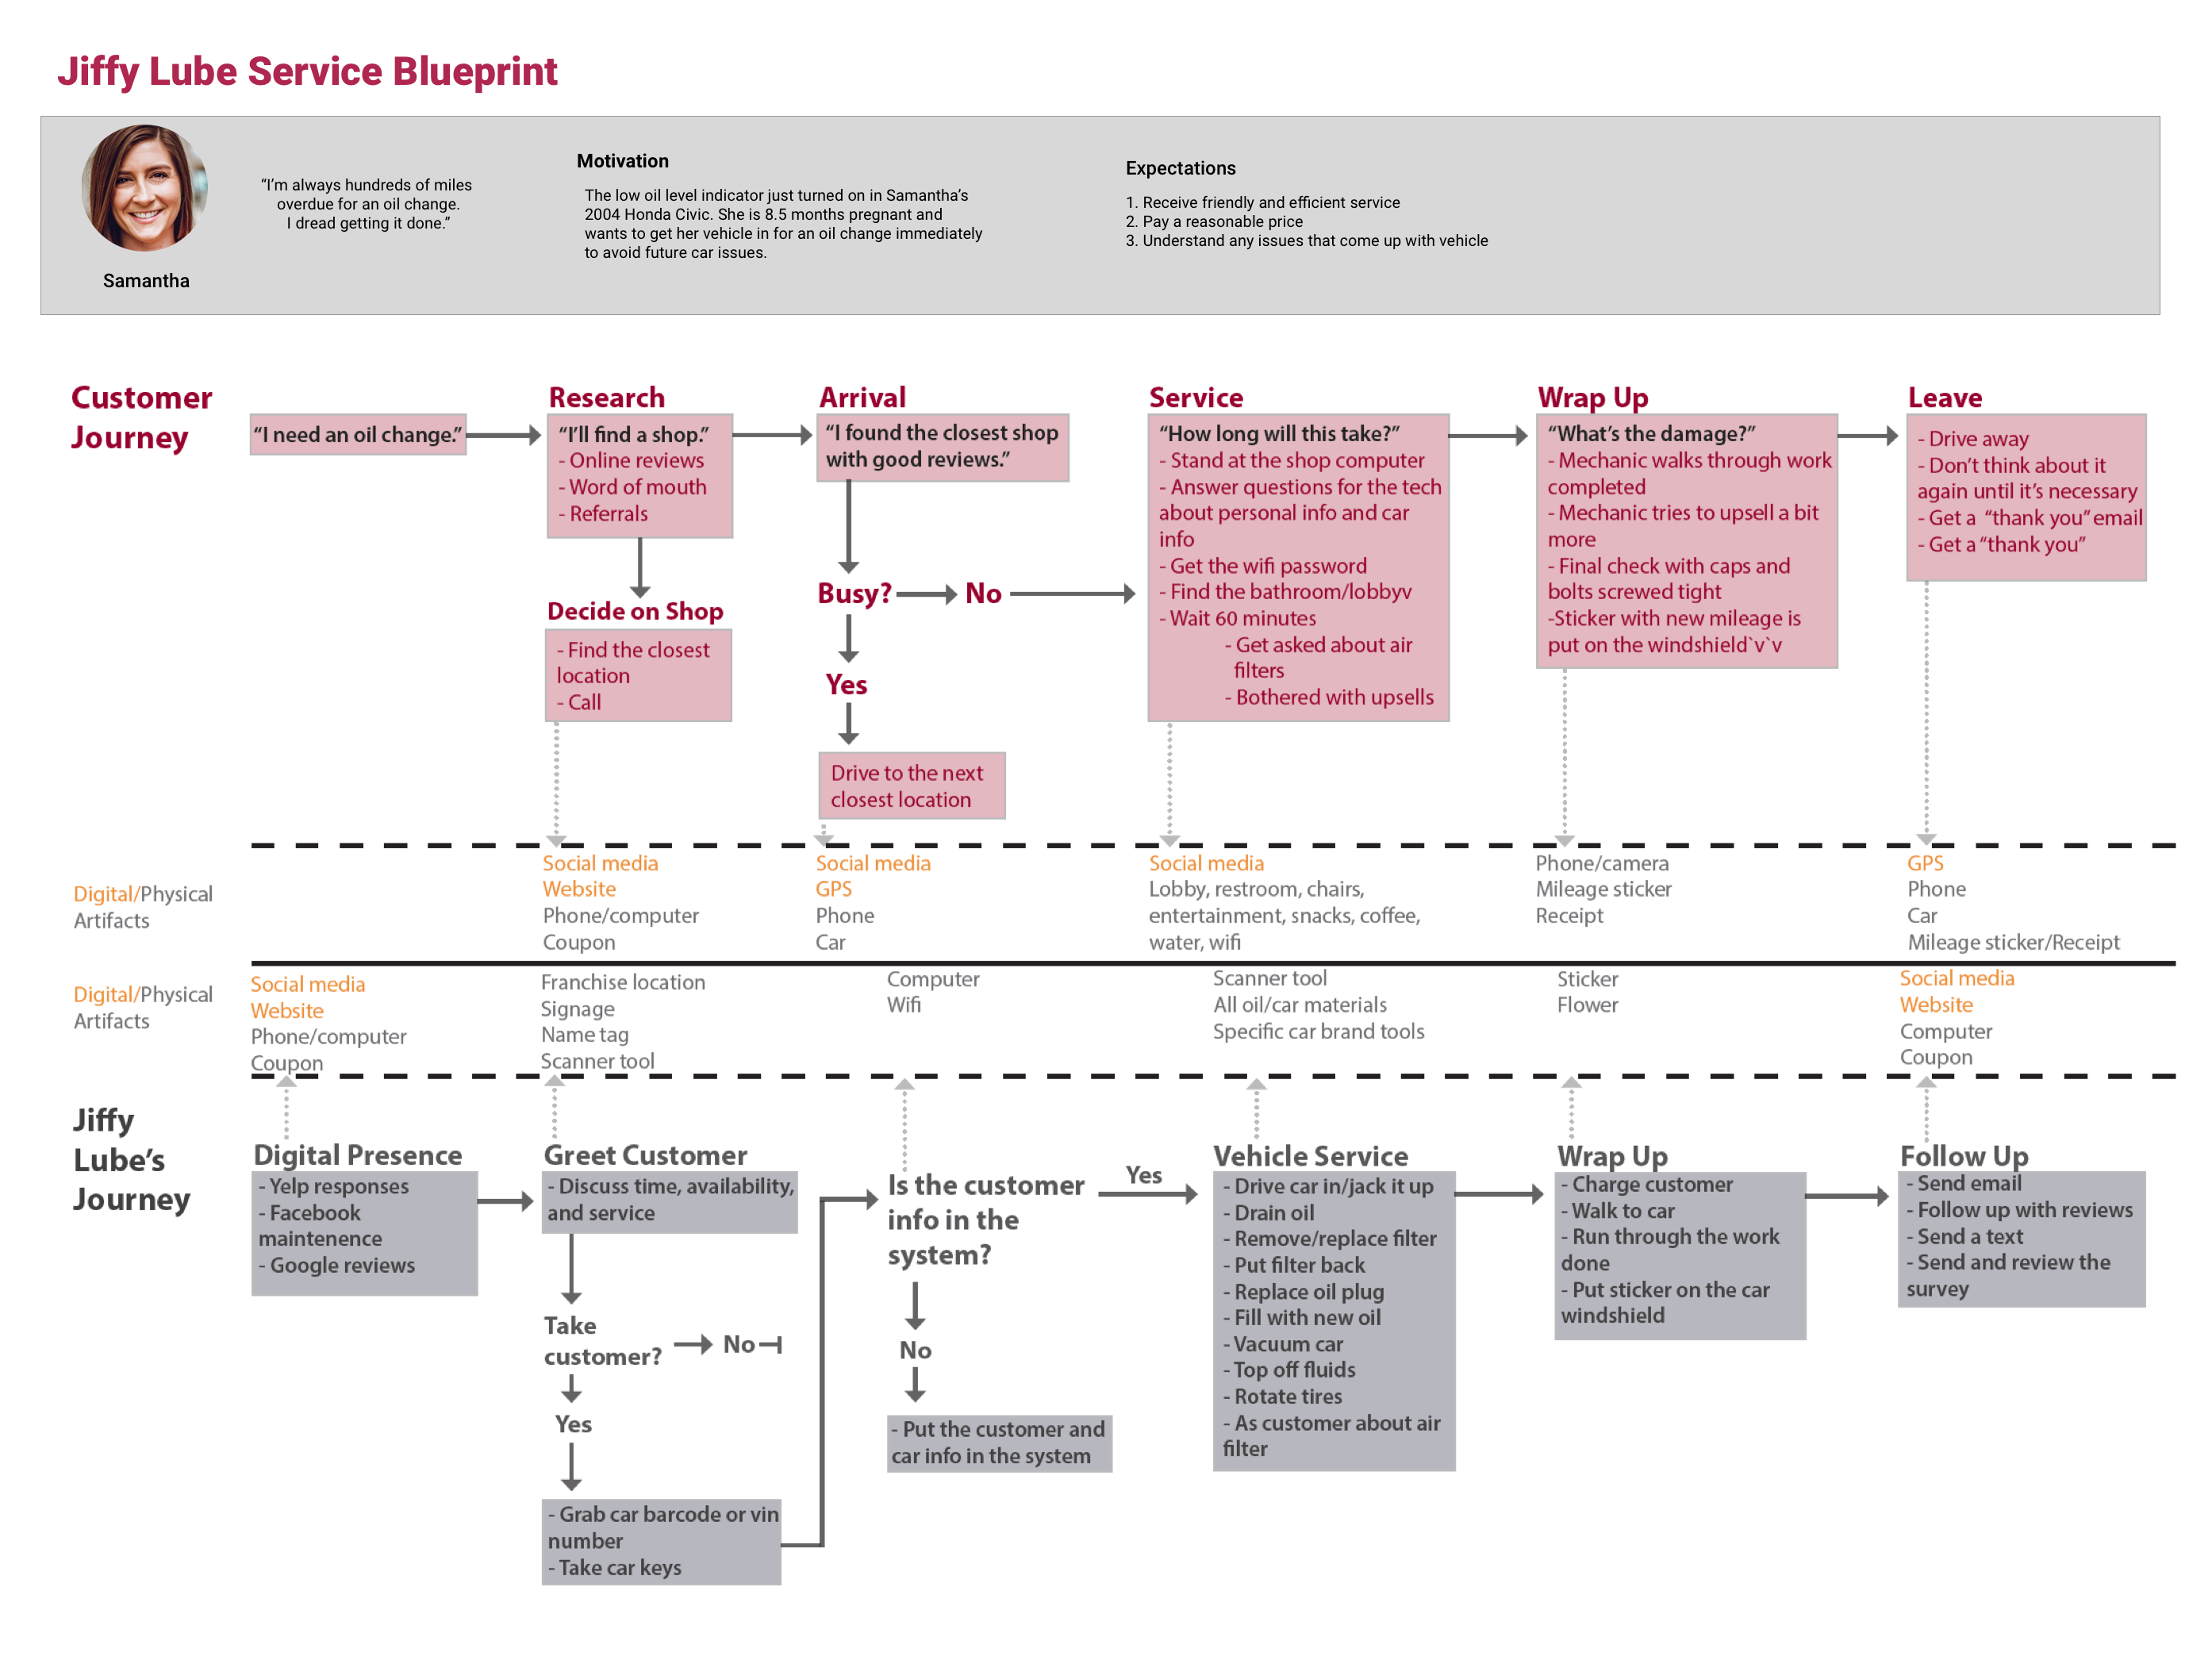 Jiffy Lube Service Blueprint
“I’m always hundreds of miles
overdue for an oil change.
I dread getting it done.”
Samantha
Motivation
The low oil level indicator just turned on in Samantha’s
2004 Honda Civic. She is 8.5 months pregnant and
wants to get her vehicle in for an oil change immediately
to avoid future car issues.
Expectations
1. Receive friendly and efficient service
2. Pay a reasonable price
3. Understand any issues that come up with vehicle
Customer
Journey
“I need an oil change.”
Research
“I’ll find a shop.”
- Online reviews
- Word of mouth
- Referrals
Decide on Shop
- Find the closest
location
- Call
Arrival
“I found the closest shop
with good reviews.”
Busy?
No
Yes
Drive to the next
closest location
Service
“How long will this take?”
- Stand at the shop computer
- Answer questions for the tech
about personal info and car
info
- Get the wifi password
- Find the bathroom/lobbyv
- Wait 60 minutes
- Get asked about air
filters
- Bothered with upsells
Wrap Up
“What’s the damage?”
- Mechanic walks through work
completed
- Mechanic tries to upsell a bit
more
- Final check with caps and
bolts screwed tight
-Sticker with new mileage is
put on the windshield`v`v
Leave
- Drive away
- Don’t think about it
again until it’s necessary
- Get a “thank you” email
- Get a “thank you”
Digital/Physical
Artifacts
Social media
Website
Phone/computer
Coupon
Social media
GPS
Phone
Car
Social media
Lobby, restroom, chairs,
entertainment, snacks, coffee,
water, wifi
Phone/camera
Mileage sticker
Receipt
GPS
Phone
Car
Mileage sticker/Receipt
Digital/Physical
Artifacts
Social media
Website
Phone/computer
Coupon
Franchise location
Signage
Name tag
Scanner tool
Computer
Wifi
Scanner tool
All oil/car materials
Specific car brand tools
Sticker
Flower
Social media
Website
Computer
Coupon
Jiffy
Lube’s
Journey
Digital Presence
- Yelp responses
- Facebook
maintenence
- Google reviews
Greet Customer
- Discuss time, availability,
and service
Take
customer?
No
Yes
- Grab car barcode or vin
number
- Take car keys
Is the customer
info in the
system?
Yes
No
- Put the customer and
car info in the system
Vehicle Service
- Drive car in/jack it up
- Drain oil
- Remove/replace filter
- Put filter back
- Replace oil plug
- Fill with new oil
- Vacuum car
- Top off fluids
- Rotate tires
- As customer about air
filter
Wrap Up
- Charge customer
- Walk to car
- Run through the work
done
- Put sticker on the car
windshield
Follow Up
- Send email
- Follow up with reviews
- Send a text
- Send and review the
survey